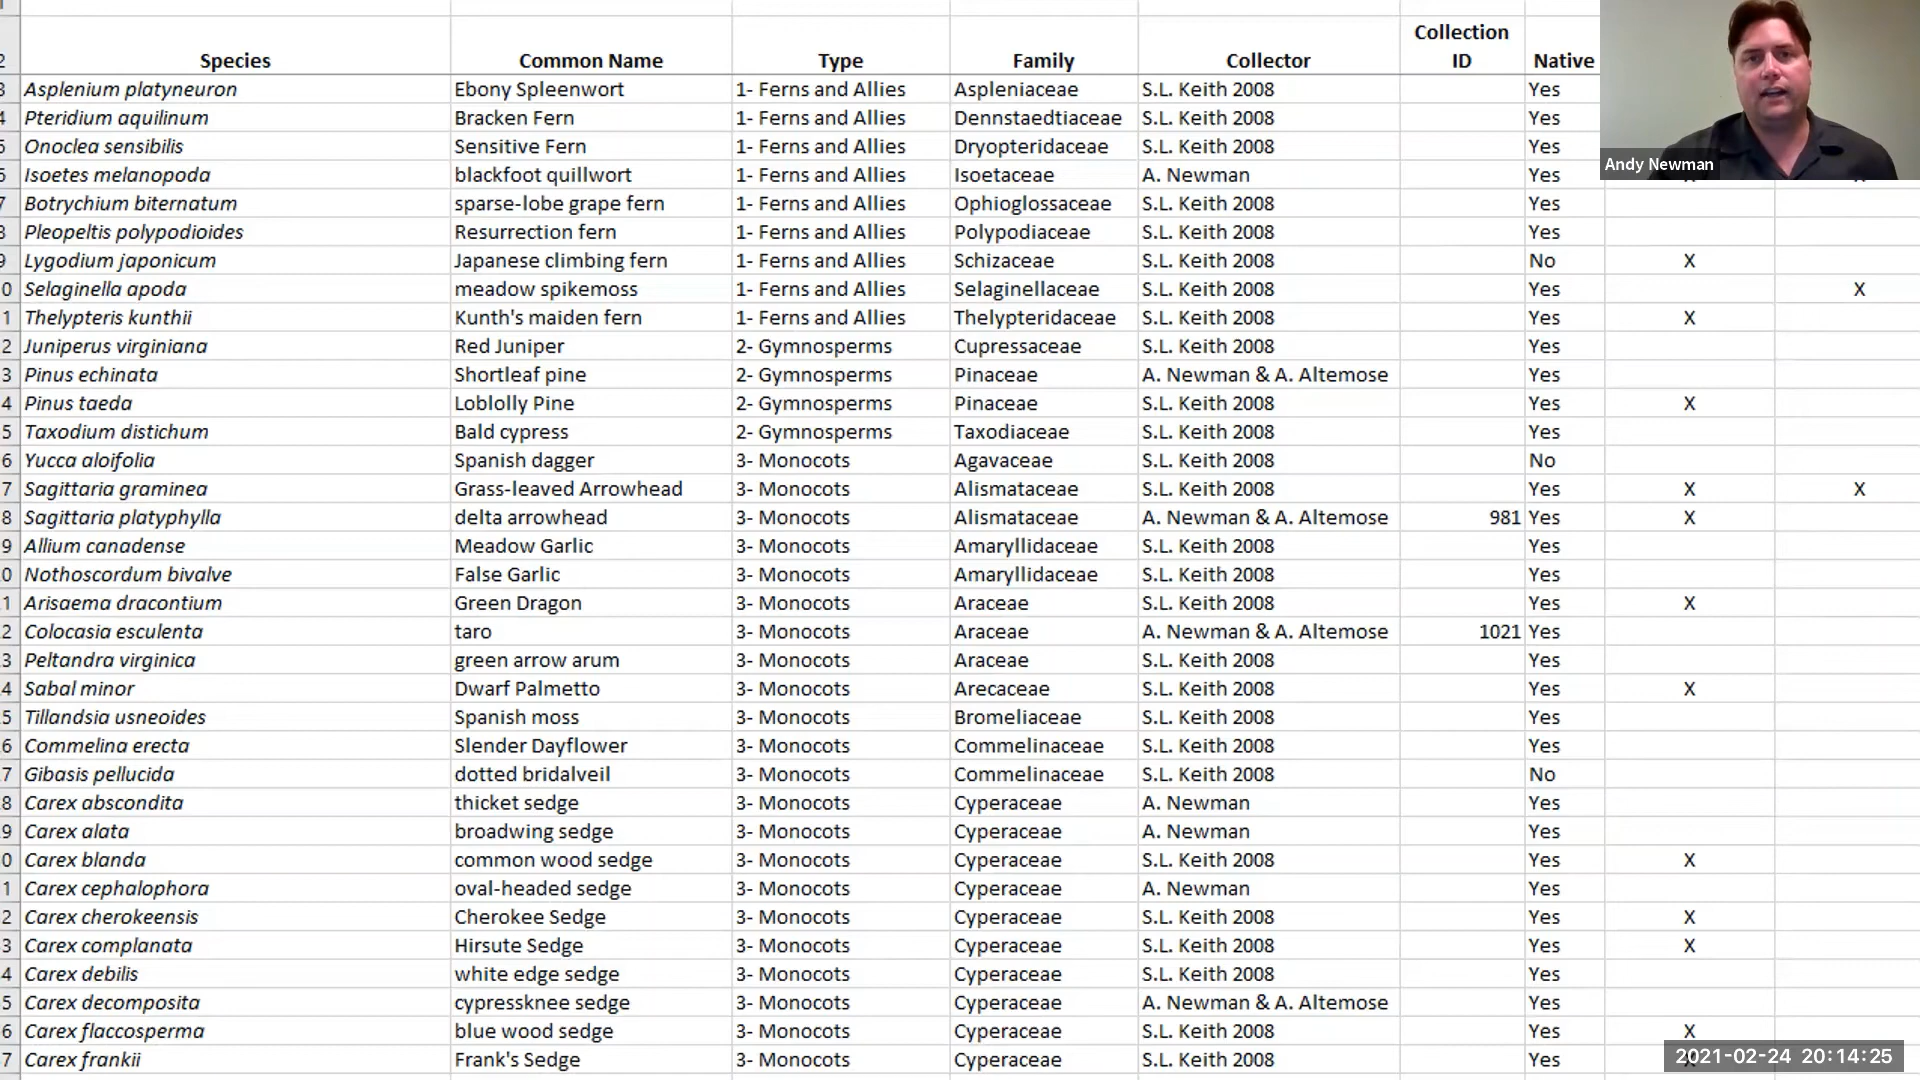 Species Common Name Type Family Collector Collection ID Native
Asplenium platyneuron Ebony Spleenwort 1- Ferns and Allies Aspleniaceae S.L. Keith 2008 Yes
Pteridium aquilinum Bracken Fern 1- Ferns and Allies Dennstaedtiaceae S.L. Keith 2008 Yes
Onoclea sensibilis Sensitive Fern 1- Ferns and Allies Dryopteridaceae S.L. Keith 2008 Yes
Andy Newman
Isoetes melanopoda blackfoot quillwort 1- Ferns and Allies Isoetaceae A. Newman Yes
Botrychium biternatum sparse-lobe grape fern 1- Ferns and Allies Ophioglossaceae S.L. Keith 2008 Yes
Pleopeltis polypodioides Resurrection fern 1- Ferns and Allies Polypodiaceae S.L. Keith 2008 Yes
Lygodium japonicum Japanese climbing fern 1- Ferns and Allies Schizaceae S.L. Keith 2008 No X
Selaginella apoda meadow spikemoss 1- Ferns and Allies Selaginellaceae S.L. Keith 2008 Yes X
Thelypteris kunthii Kunth's maiden fern 1- Ferns and Allies Thelypteridaceae S.L. Keith 2008 Yes X
Juniperus virginiana Red Juniper 2- Gymnosperms Cupressaceae S.L. Keith 2008 Yes
Pinus echinata Shortleaf pine 2- Gymnosperms Pinaceae A. Newman & A. Altemose Yes
Pinus taeda Loblolly Pine 2- Gymnosperms Pinaceae S.L. Keith 2008 Yes X
Taxodium distichum Bald cypress 2- Gymnosperms Taxodiaceae S.L. Keith 2008 Yes
Yucca aloifolia Spanish dagger 3- Monocots Agavaceae S.L. Keith 2008 No
Sagittaria graminea Grass-leaved Arrowhead 3- Monocots Alismataceae S.L. Keith 2008 Yes X X
Sagittaria platyphylla delta arrowhead 3- Monocots Alismataceae A. Newman & A. Altemose 981 Yes X
Allium canadense Meadow Garlic 3- Monocots Amaryllidaceae S.L. Keith 2008 Yes
Nothoscordum bivalve False Garlic 3- Monocots Amaryllidaceae S.L. Keith 2008 Yes
Arisaema dracontium Green Dragon 3- Monocots Araceae S.L. Keith 2008 Yes X
Colocasia esculenta taro 3- Monocots Araceae A. Newman & A. Altemose 1021 Yes
Peltandra virginica green arrow arum 3- Monocots Araceae S.L. Keith 2008 Yes
Sabal minor Dwarf Palmetto 3- Monocots Arecaceae S.L. Keith 2008 Yes X
Tillandsia usneoides Spanish moss 3- Monocots Bromeliaceae S.L. Keith 2008 Yes
Commelina erecta Slender Dayflower 3- Monocots Commelinaceae S.L. Keith 2008 Yes
Gibasis pellucida dotted bridalveil 3- Monocots Commelinaceae S.L. Keith 2008 No
Carex abscondita thicket sedge 3- Monocots Cyperaceae A. Newman Yes
Carex alata broadwing sedge 3- Monocots Cyperaceae A. Newman Yes
Carex blanda common wood sedge 3- Monocots Cyperaceae S.L. Keith 2008 Yes X
Carex cephalophora oval-headed sedge 3- Monocots Cyperaceae A. Newman Yes
Carex cherokeensis Cherokee Sedge 3- Monocots Cyperaceae S.L. Keith 2008 Yes X
Carex complanata Hirsute Sedge 3- Monocots Cyperaceae S.L. Keith 2008 Yes X
Carex debilis white edge sedge 3- Monocots Cyperaceae S.L. Keith 2008 Yes
Carex decomposita cypressknee sedge 3- Monocots Cyperaceae A. Newman & A. Altemose Yes
Carex flaccosperma blue wood sedge 3- Monocots Cyperaceae S.L. Keith 2008 Yes X
Carex frankii Frank's Sedge 3- Monocots Cyperaceae S.L. Keith 2008 Yes
2021-02-24 20:14:25